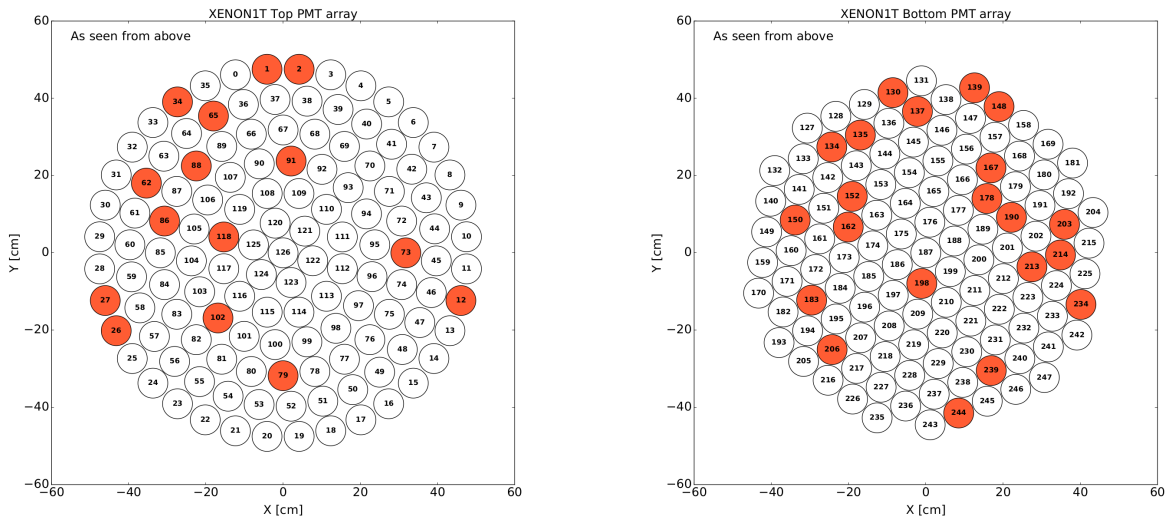 XENON1T Top PMT array
As seen from above
60
40
20
0
−20
−40
−60
Y [cm]
−60 −40 −20 0 20 40 60
X [cm]
1 2
0 3
35 4
34 37 38 5
36 39
65 6
33 40
66 67 68
64
32 89 69 41 7
63 90 91
88 92 70 42
31 107 8
62 87 93 71
108 109 43
30 106 9
61 119 110 94
86 72
105 120 121 44
29 118 111 10
60 125 95
85 126 73
104 122 45
28 117 112 11
59 124 96
84 123 74
103 116 113 46
27 12
58 115 114 97
83 102 75
26 98 47 13
57 101
82 100 99 76
25 48
56 81 77 14
80 79 78 49
24 55 15
54 50
23 53 52 51 16
22 17
21 18
20 19
XENON1T Bottom PMT array
As seen from above
60
40
20
0
−20
−40
−60
Y [cm]
−60 −40 −20 0 20 40 60
X [cm]
131
130 139
129 138 148
128 137 147
127 136 158
135 146 157
134 145 169
144 156
133 155 168
132 143 154 167 181
142 153 166 180
141 152 165 178 179 192
140 151 164 177 191
150 163 176 190 204
149 162 175 189 203
161 174 188 202 215
160 187 201 214
159 173 186 200
172 185 199 213 225
171 184 198 212 224
170 197 211 223 234
183 196 210 222
182 195 209 221 233
194 208 220 232 242
193 207 219 231 241
206 218 230 240
205 217 229 239
216 228 238 247
227 237 246
226 236 245
235 244
243